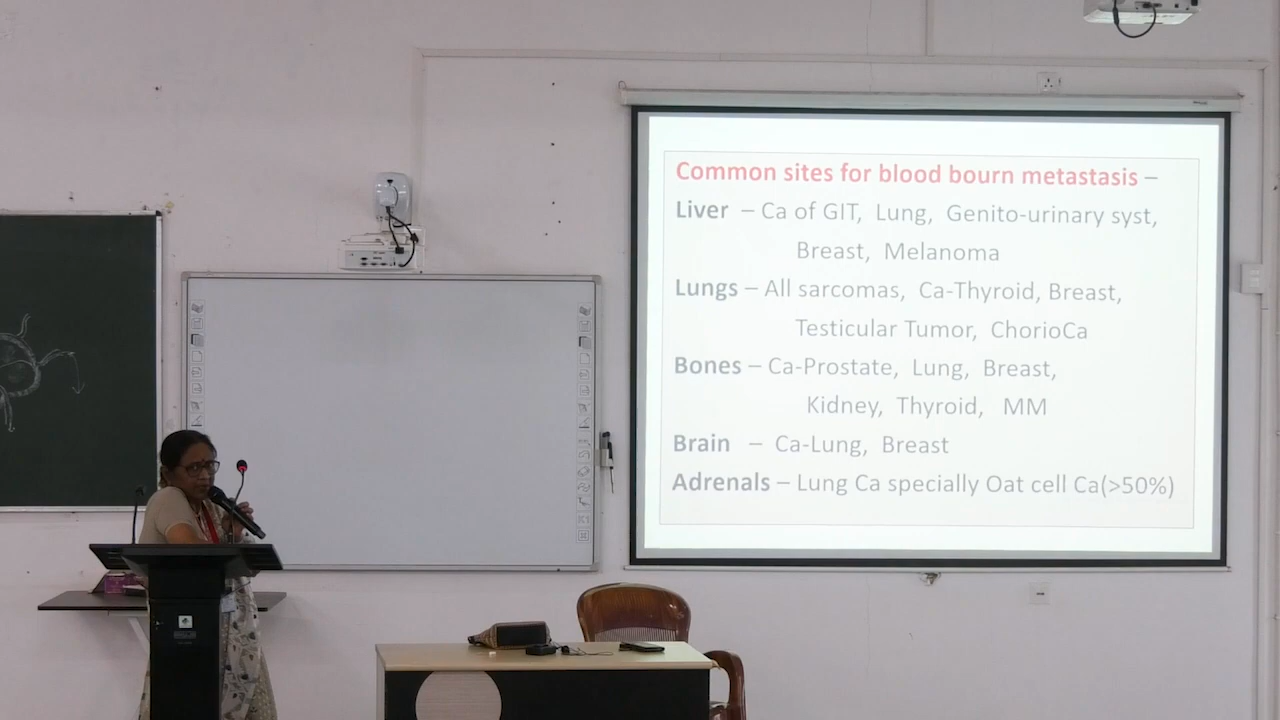 Common sites for blood bourn metastasis –
Liver – Ca of GIT, Lung, Genito-urinary syst,
Breast, Melanoma
Lungs – All sarcomas, Ca-Thyroid, Breast,
Testicular Tumor, ChorioCa
Bones – Ca-Prostate, Lung, Breast,
Kidney, Thyroid, MM
Brain – Ca-Lung, Breast
Adrenals – Lung Ca specially Oat cell Ca(>50%)